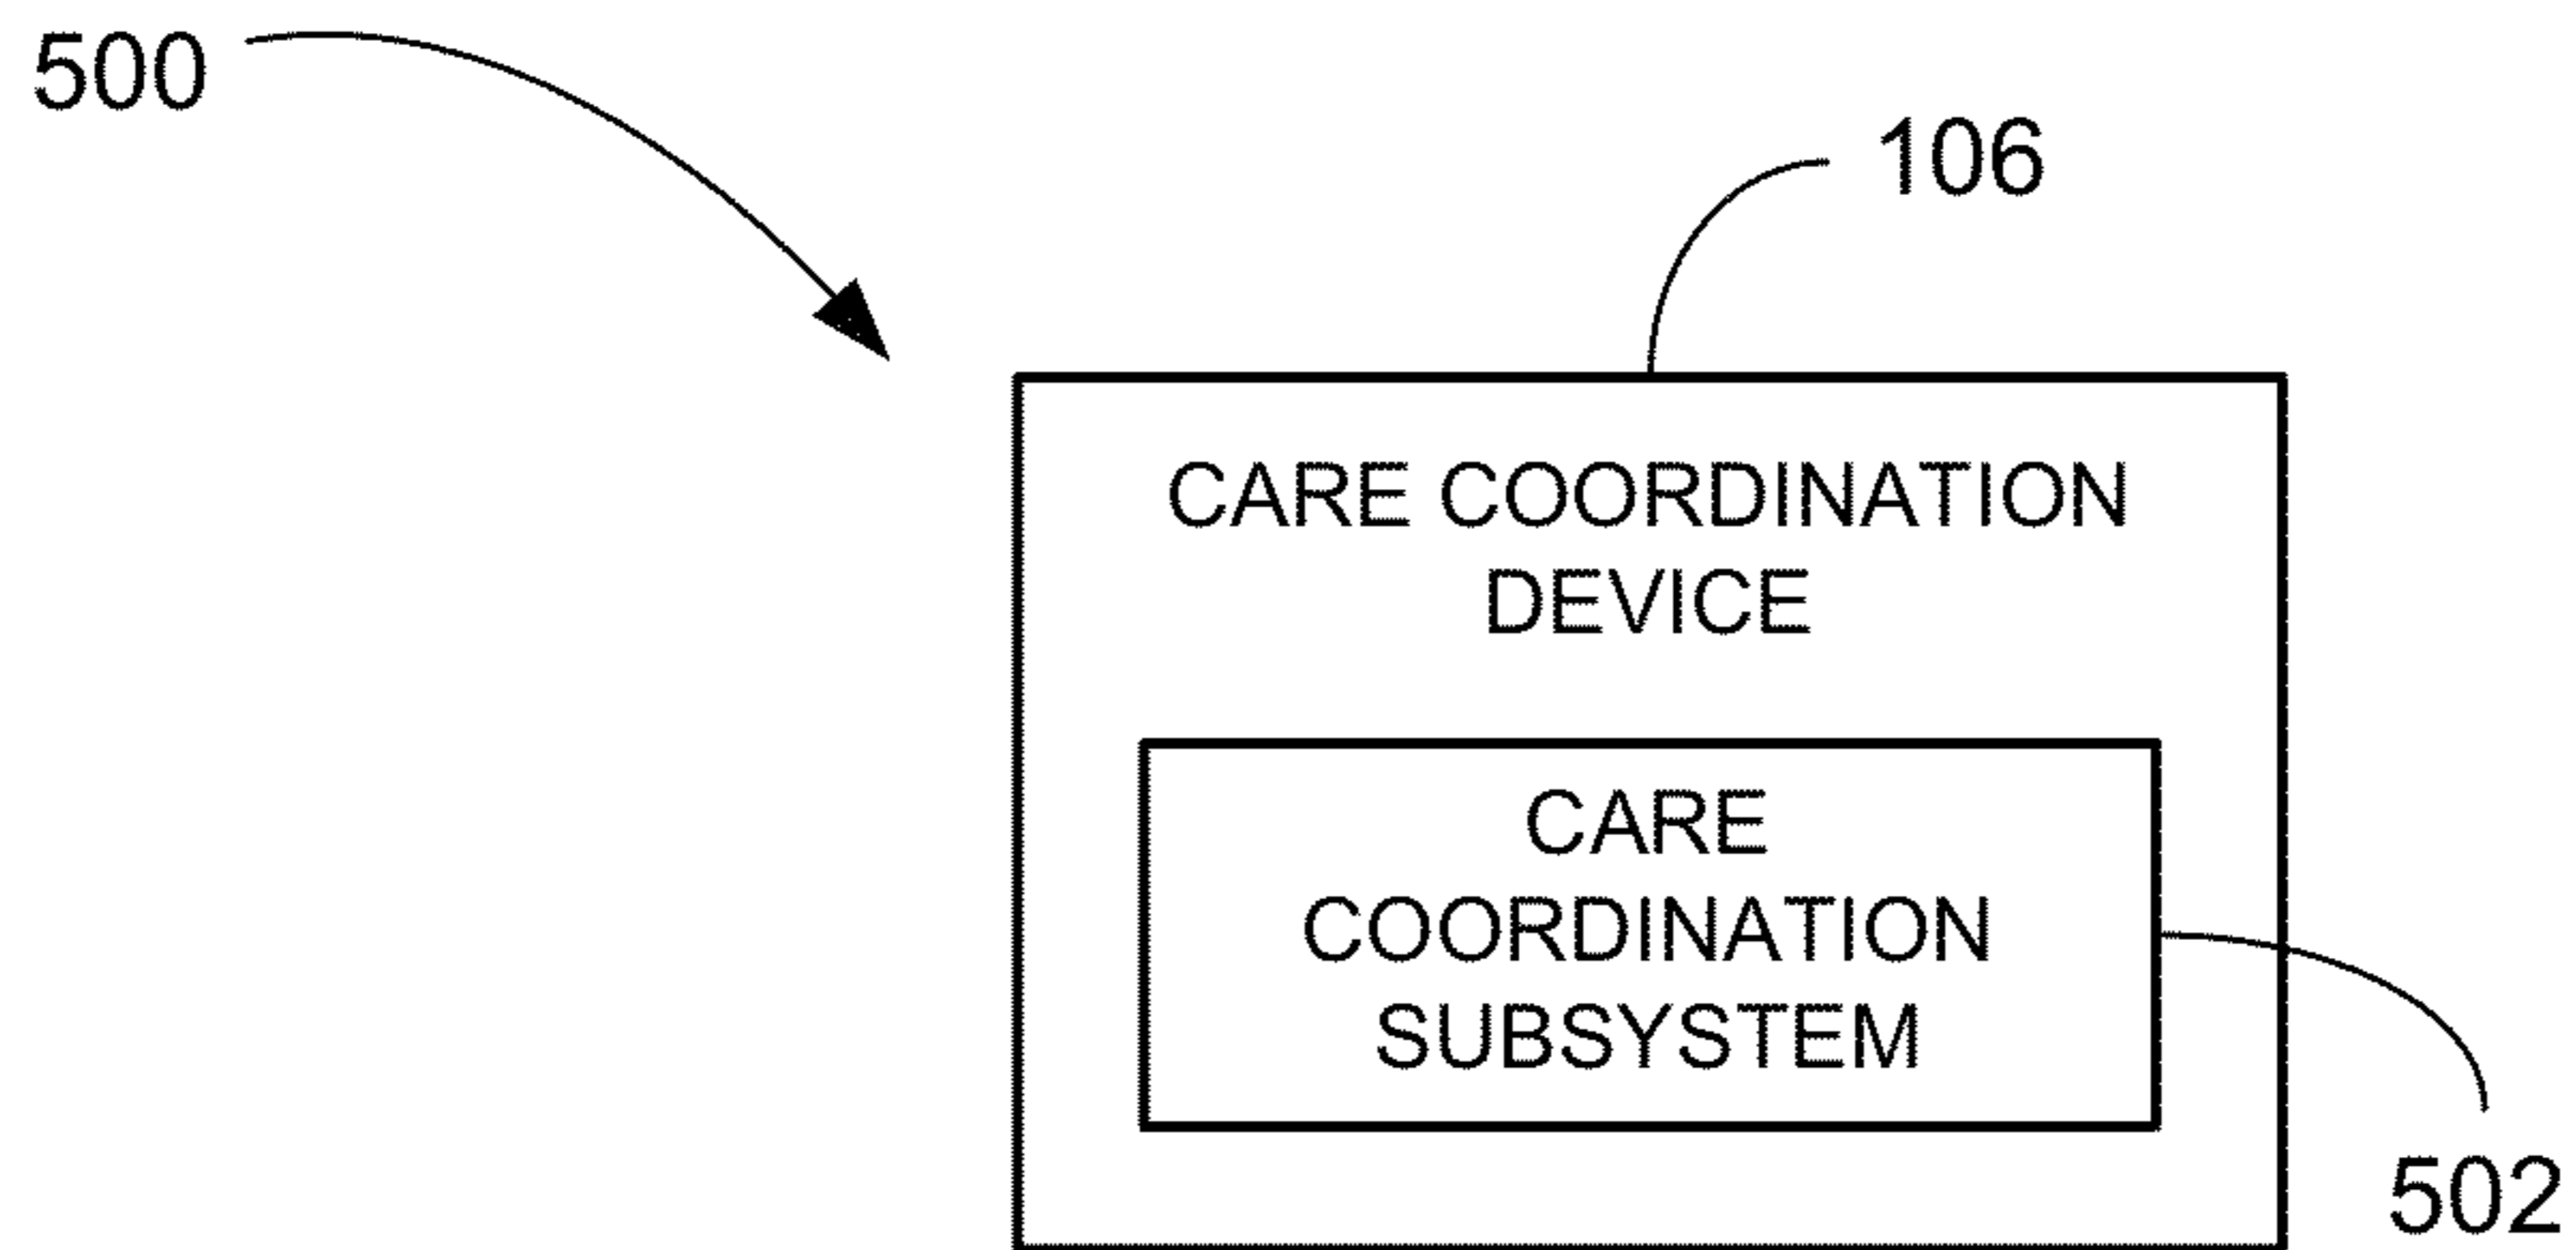 500
106
CARE COORDINATION
DEVICE
CARE
COORDINATION
SUBSYSTEM
502